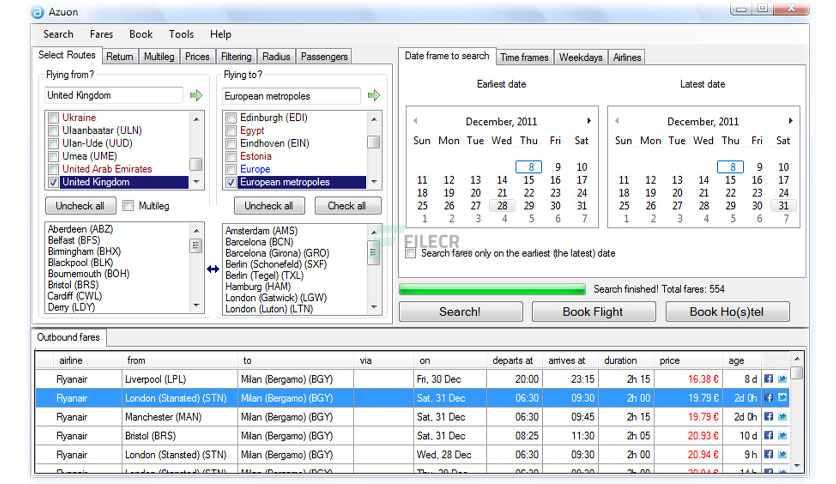 Azuon
Search Fares Book Tools Help
Select Routes Return Multileg Prices Filtering Radius Passengers
Flying from?
United Kingdom
Ukraine
Ulaanbaatar (ULN)
Ulan-Ude (UUD)
Umea (UME)
United Arab Emirates
United Kingdom
Uncheck all Multileg
Aberdeen (ABZ)
Belfast (BFS)
Birmingham (BHX)
Blackpool (BLK)
Bournemouth (BOH)
Bristol (BRS)
Cardiff (CWL)
Derry (LDY)
Flying to?
European metropoles
Edinburgh (EDI)
Egypt
Eindhoven (EIN)
Estonia
Europe
European metropoles
Uncheck all Check all
Amsterdam (AMS)
Barcelona (BCN)
Barcelona (Girona) (GRO)
Berlin (Schonefeld) (SXF)
Berlin (Tegel) (TXL)
Hamburg (HAM)
London (Gatwick) (LGW)
London (Luton) (LTN)
Date frame to search Time frames Weekdays Airlines
Earliest date
December, 2011
Sun Mon Tue Wed Thu Fri Sat
8 9 10
11 12 13 14 15 16 17
18 19 20 21 22 23 24
25 26 27 28 29 30 31
1 2 3 4 5 6 7
Latest date
December, 2011
Sun Mon Tue Wed Thu Fri Sat
8 9 10
11 12 13 14 15 16 17
18 19 20 21 22 23 24
25 26 27 28 29 30 31
1 2 3 4 5 6 7
FILECR
Search fares only on the earliest (the latest) date
Search finished! Total fares: 554
Search! Book Flight Book Ho(s)tel
Outbound fares
airline from to via on departs at arrives at duration price age
Ryanair Liverpool (LPL) Milan (Bergamo) (BGY) Fri, 30 Dec 20:00 23:15 2h 15 16.38 € 8 d
Ryanair London (Stansted) (STN) Milan (Bergamo) (BGY) Sat, 31 Dec 06:30 09:30 2h 00 19.79 € 2d 0h
Ryanair Manchester (MAN) Milan (Bergamo) (BGY) Sat, 31 Dec 06:30 09:45 2h 15 19.79 € 2d 0h
Ryanair Bristol (BRS) Milan (Bergamo) (BGY) Sat, 31 Dec 08:25 11:30 2h 05 20.93 € 10 d
Ryanair London (Stansted) (STN) Milan (Bergamo) (BGY) Wed, 28 Dec 06:30 09:30 2h 00 20.94 € 9 h